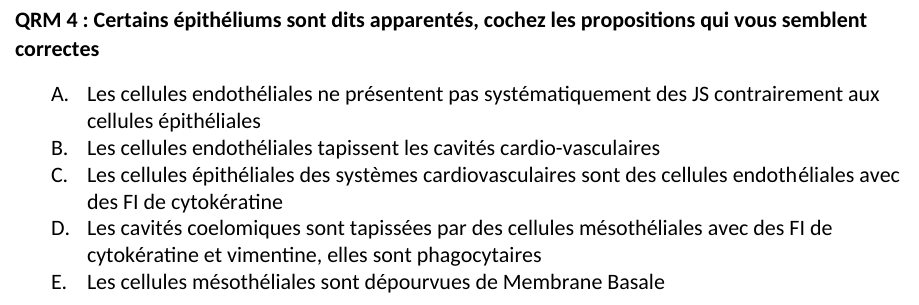 QRM 4 : Certains épithéliums sont dits apparentés, cochez les propositions qui vous semblent
correctes
A. Les cellules endothéliales ne présentent pas systématiquement des JS contrairement aux
cellules épithéliales
B. Les cellules endothéliales tapissent les cavités cardio-vasculaires
C. Les cellules épithéliales des systèmes cardiovasculaires sont des cellules endothéliales avec
des FI de cytokératine
D. Les cavités coelomiques sont tapissées par des cellules mésothéliales avec des FI de
cytokératine et vimentine, elles sont phagocytaires
E. Les cellules mésothéliales sont dépourvues de Membrane Basale